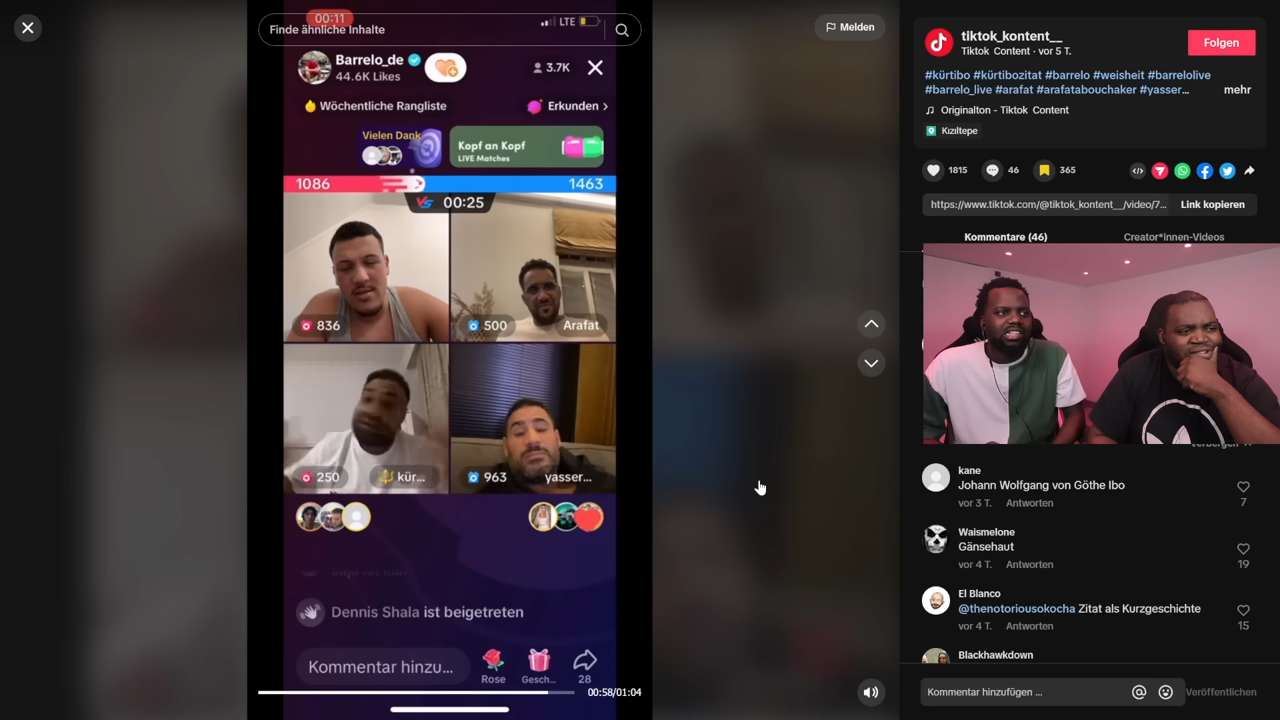 00:11
Finde ähnliche Inhalte
LTE
Barrelo_de
44.6K Likes
3.7K
Wöchentliche Rangliste
Erkunden >
Vielen Dank
Kopf an Kopf
LIVE Matches
1086
1463
VS 00:25
836
500
Arafat
250
kür...
963
yasser...
Dennis Shala ist beigetreten
Kommentar hinzu...
Rose
Gesch...
28
00:58/01:04
Melden
tiktok_kontent__
Tiktok Content · vor 5 T.
Folgen
#kürtibo #kürtibozitat #barrelo #weisheit #barrelolive
#barrelo_live #arafat #arafatabouchaker #yasser...
mehr
Originalton - Tiktok Content
Kızıltepe
1815
46
365
https://www.tiktok.com/@tiktok_kontent__/video/7...
Link kopieren
Kommentare (46)
Creator*innen-Videos
kane
Johann Wolfgang von Göthe Ibo
vor 3 T. Antworten
7
Waismelone
Gänsehaut
vor 4 T. Antworten
19
El Blanco
@thenotoriousokocha Zitat als Kurzgeschichte
vor 4 T. Antworten
15
Blackhawkdown
Kommentar hinzufügen ...
Veröffentlichen